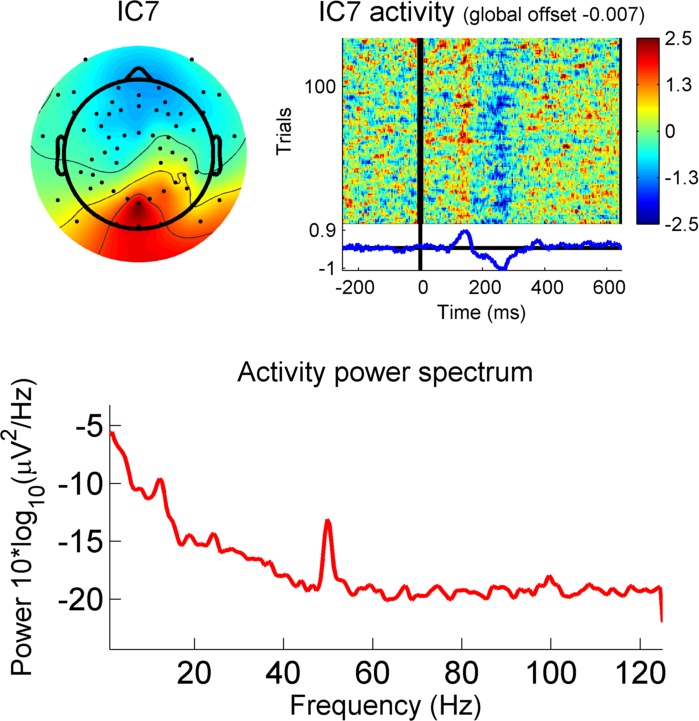 IC7
IC7 activity (global offset -0.007)
Trials
100
2.5
1.3
0
-1.3
-2.5
0.9
-1
-200 0 200 400 600
Time (ms)
Activity power spectrum
Power 10*log10(μV2/Hz)
-5
-10
-15
-20
20 40 60 80 100 120
Frequency (Hz)